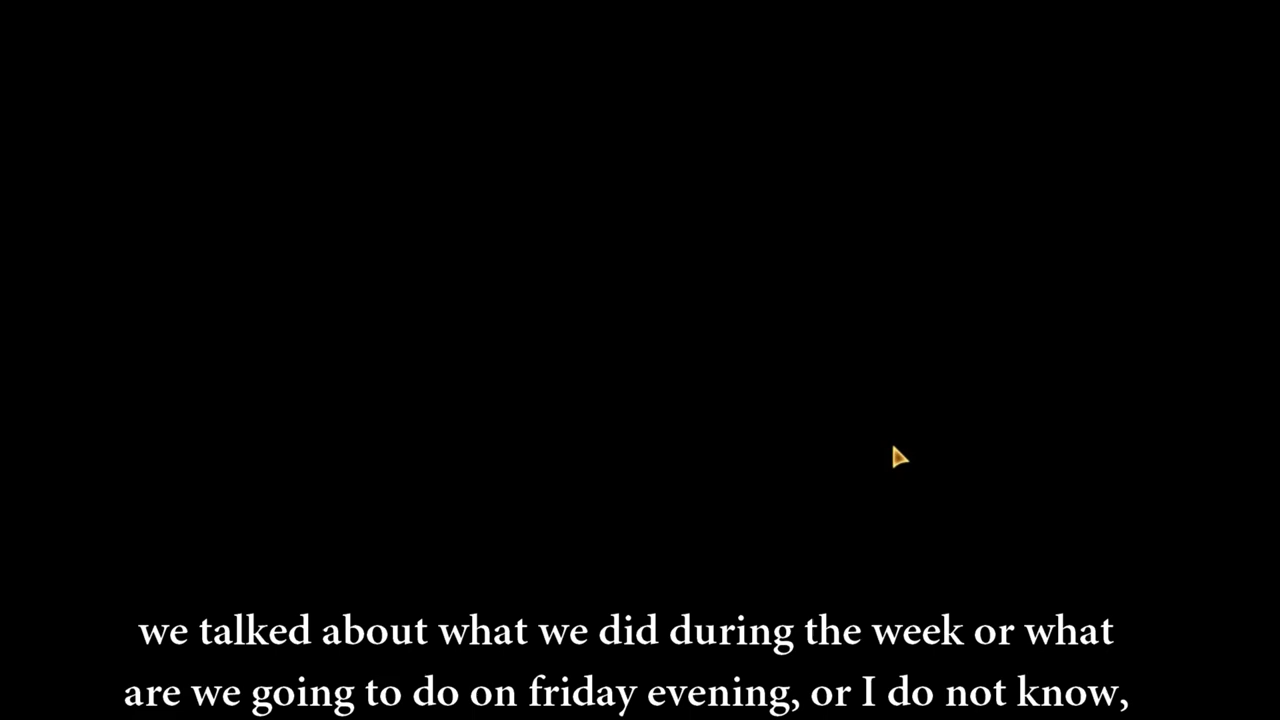 we talked about what we did during the week or what
are we going to do on friday evening, or I do not know,